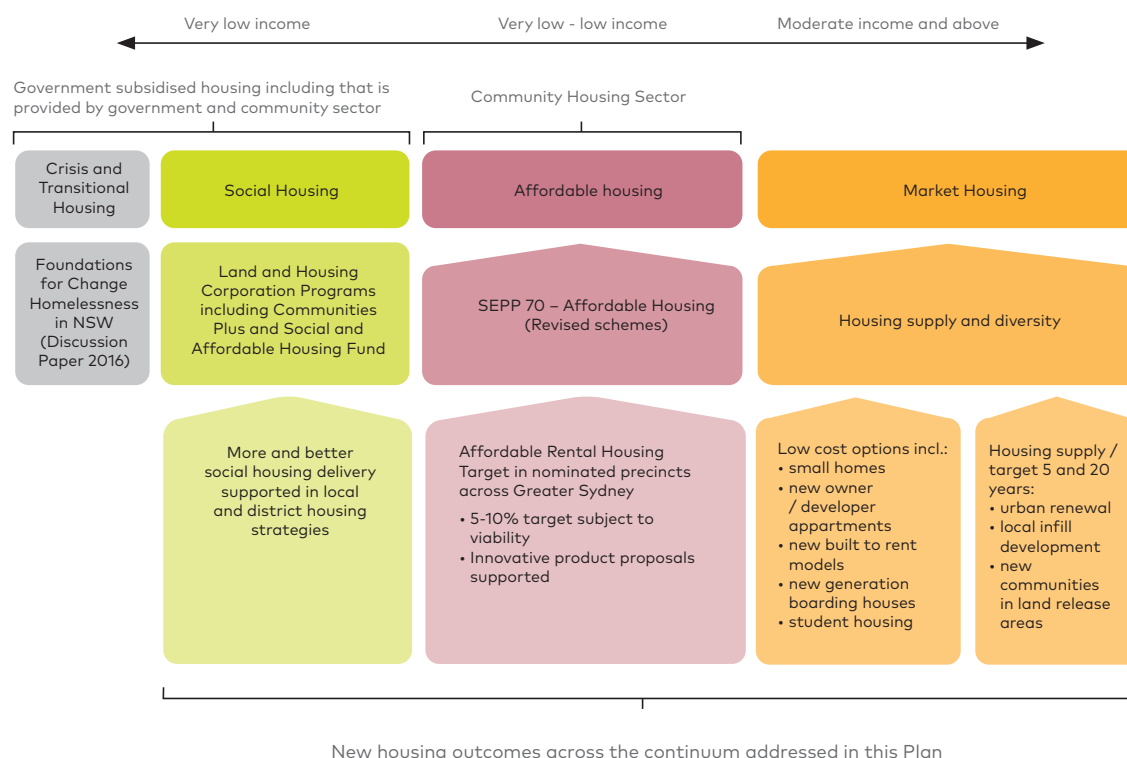 Very low income
Very low - low income
Moderate income and above
Government subsidised housing including that is
provided by government and community sector
Community Housing Sector
Crisis and
Transitional
Housing
Social Housing
Affordable housing
Market Housing
Foundations
for Change
Homelessness
in NSW
(Discussion
Paper 2016)
Land and Housing
Corporation Programs
including Communities
Plus and Social and
Affordable Housing Fund
SEPP 70 – Affordable Housing
(Revised schemes)
Housing supply and diversity
More and better
social housing delivery
supported in local
and district housing
strategies
Affordable Rental Housing
Target in nominated precincts
across Greater Sydney
• 5-10% target subject to
viability
• Innovative product proposals
supported
Low cost options incl.:
• small homes
• new owner
/ developer
appartments
• new built to rent
models
• new generation
boarding houses
• student housing
Housing supply /
target 5 and 20
years:
• urban renewal
• local infill
development
• new
communities
in land release
areas
New housing outcomes across the continuum addressed in this Plan